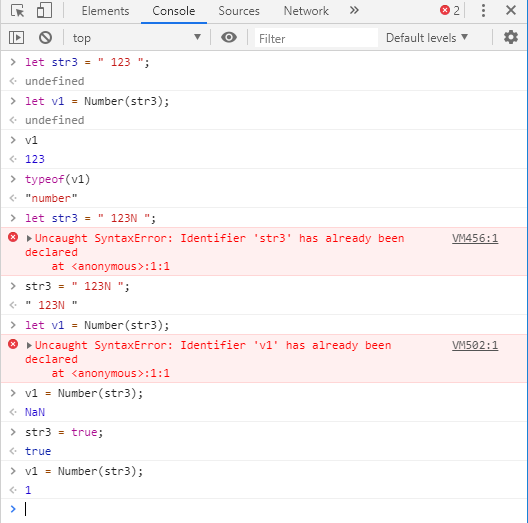 Elements Console Sources Network » 2
top ▼ Filter Default levels ▼
> let str3 = " 123 ";
<· undefined
> let v1 = Number(str3);
<· undefined
> v1
<· 123
> typeof(v1)
<· "number"
> let str3 = " 123N ";
▶Uncaught SyntaxError: Identifier 'str3' has already been VM456:1
declared
at <anonymous>:1:1
> str3 = " 123N ";
<· " 123N "
> let v1 = Number(str3);
▶Uncaught SyntaxError: Identifier 'v1' has already been VM502:1
declared
at <anonymous>:1:1
> v1 = Number(str3);
<· NaN
> str3 = true;
<· true
> v1 = Number(str3);
<· 1
>